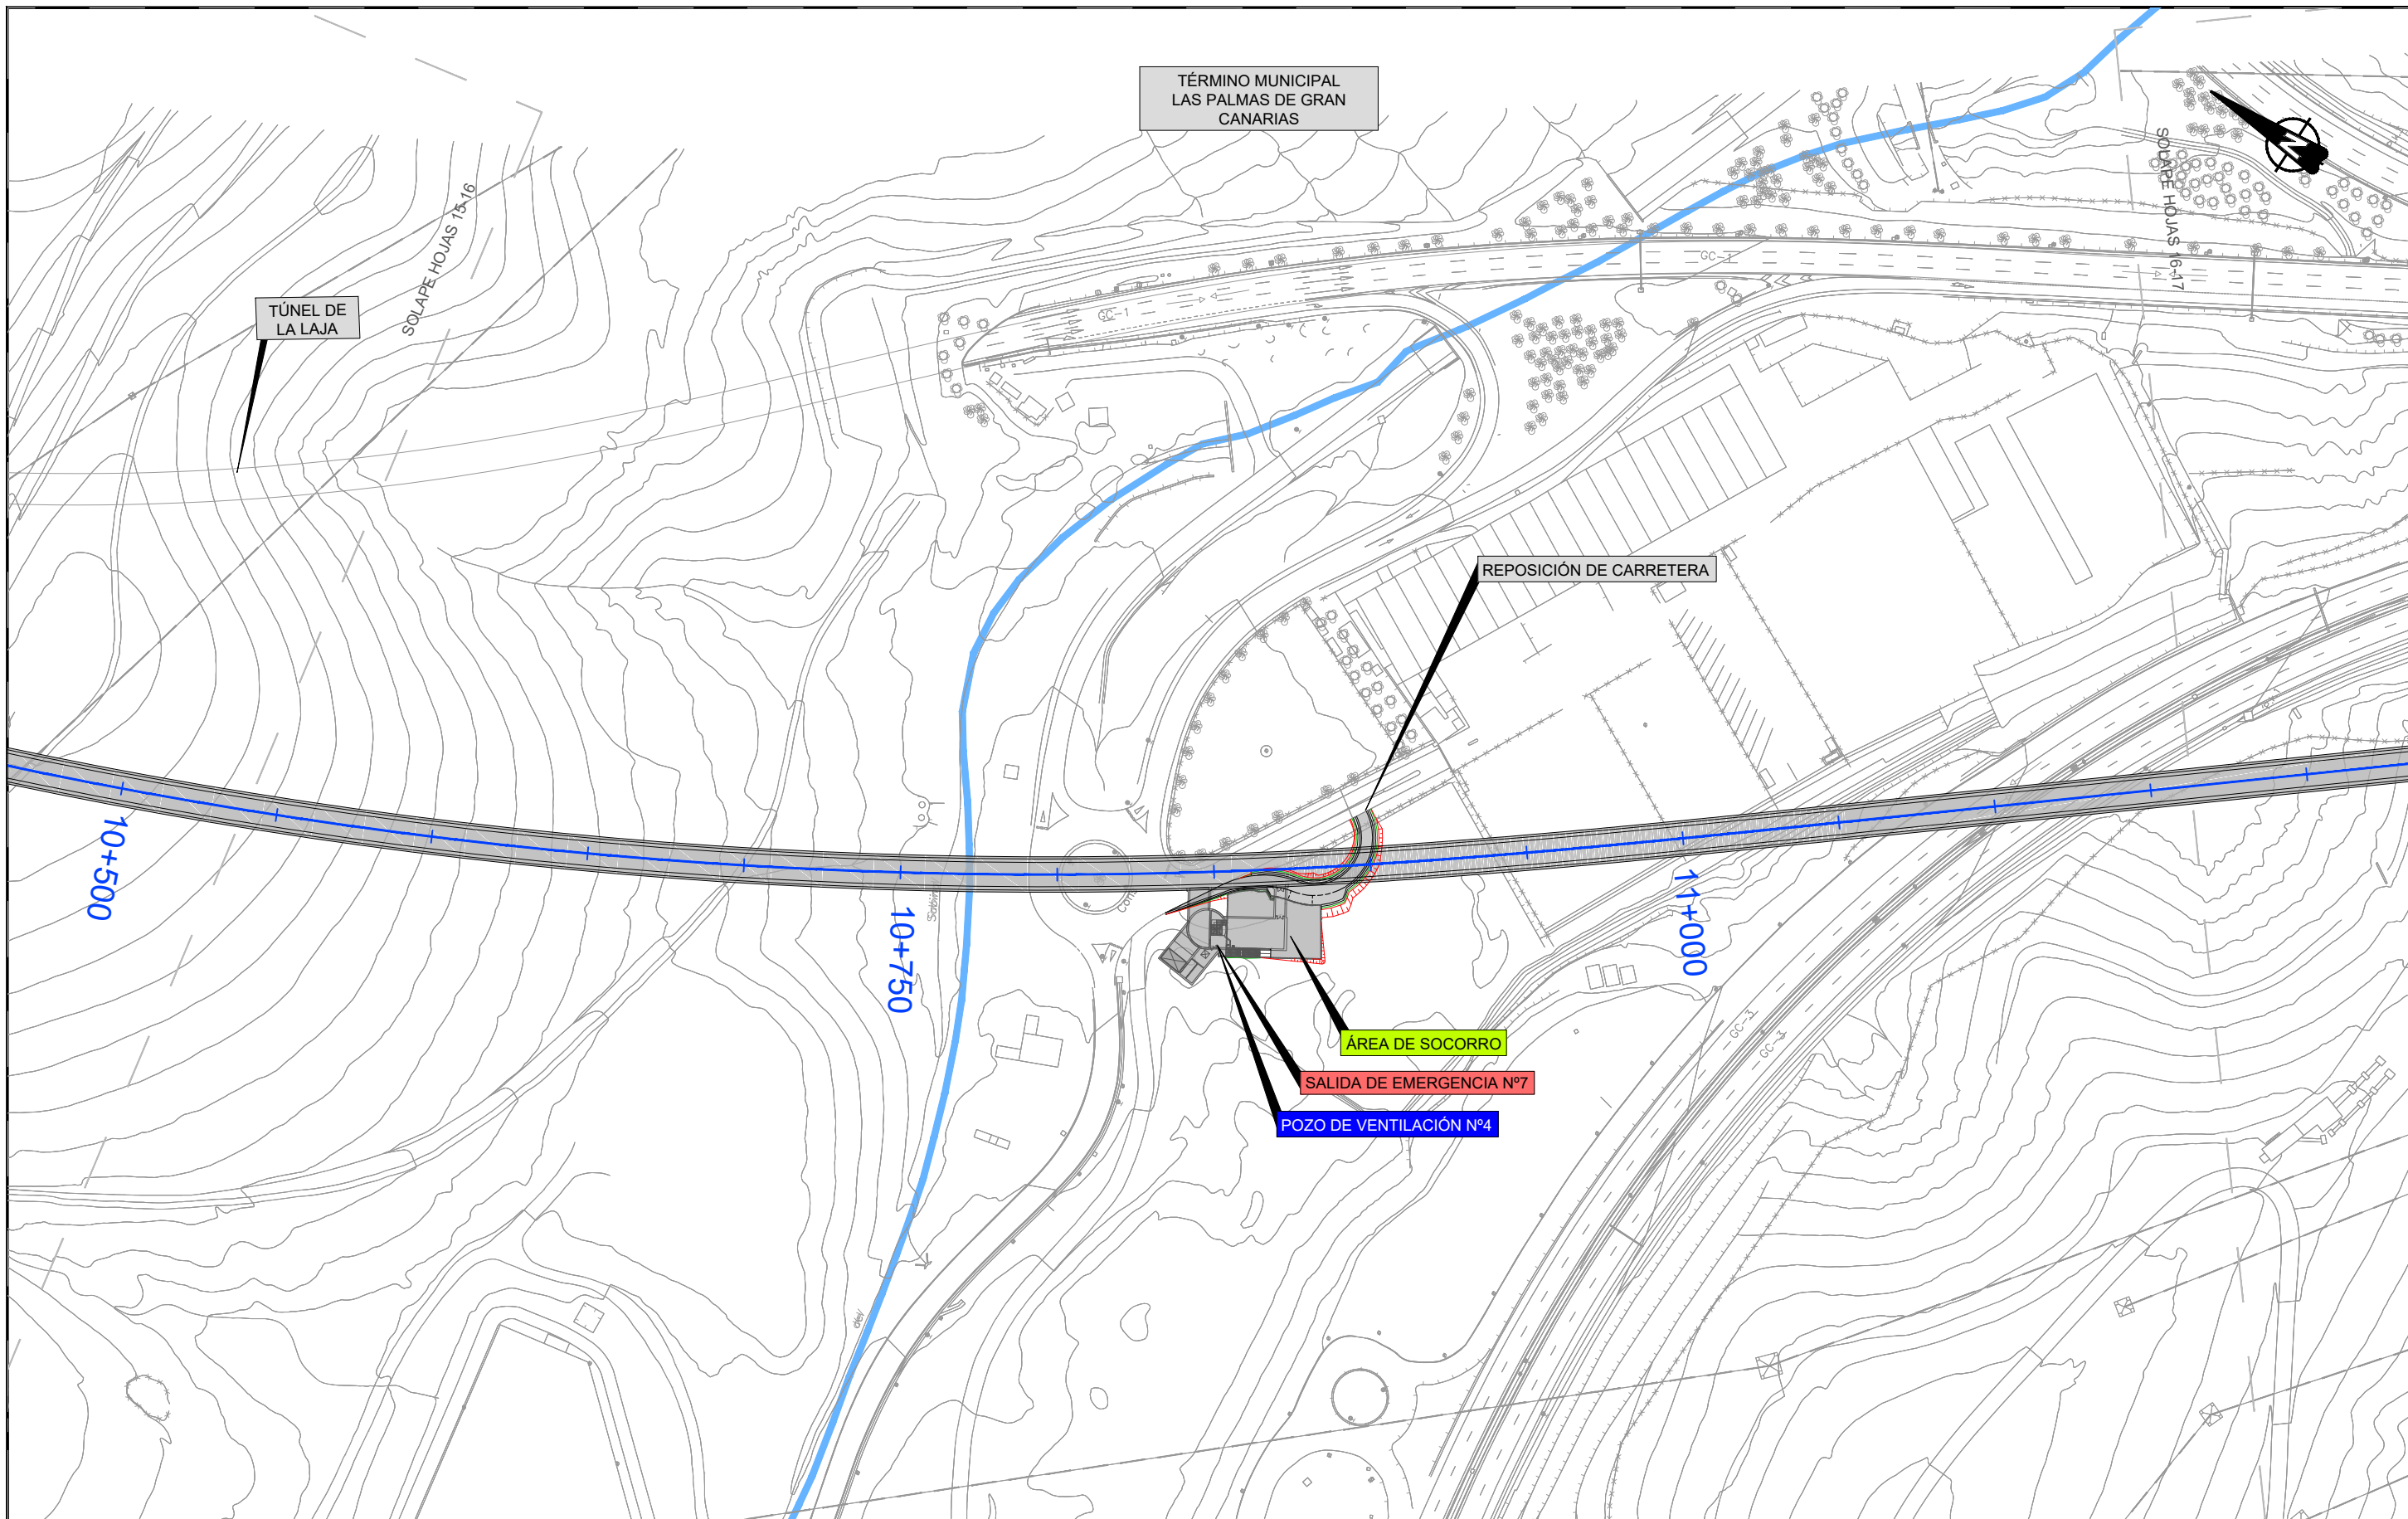 TÉRMINO MUNICIPAL
LAS PALMAS DE GRAN
CANARIAS
SOLAPE HOJAS 15-16
SOLAPE HOJAS 16-17
N
TÚNEL DE
LA LAJA
GC-1
GC-1
REPOSICIÓN DE CARRETERA
10+500
10+750
11+000
GC-3
GC-3
ÁREA DE SOCORRO
SALIDA DE EMERGENCIA Nº7
POZO DE VENTILACIÓN Nº4
del